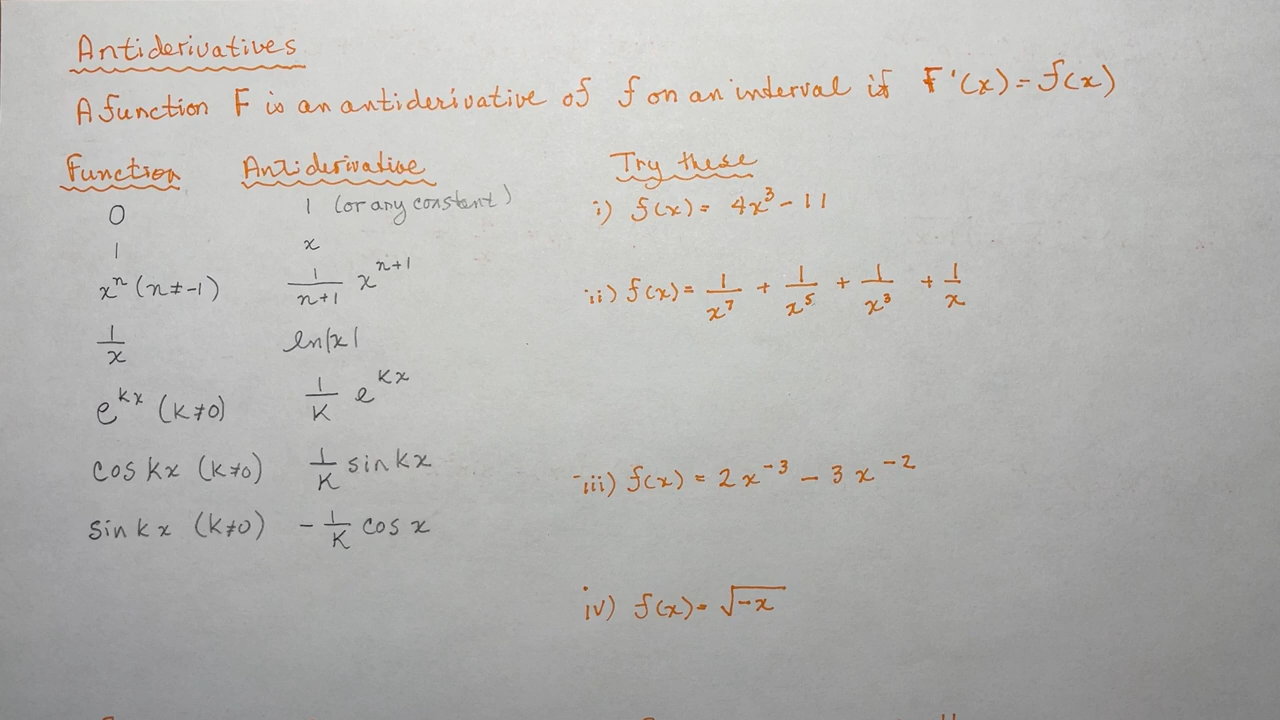 Antiderivatives
A function F is an antiderivative of f on an interval if F'(x) = f(x)
Function Antiderivative
0 1 (or any constant)
1 x
xⁿ (n ≠ -1) 1/(n+1) xⁿ⁺¹
1/x ln|x|
e^(kx) (k≠0) 1/k e^(kx)
cos kx (k≠0) 1/k sin kx
sin kx (k≠0) - 1/k cos x
Try these
i) f(x) = 4x³ - 11
ii) f(x) = 1/x⁷ + 1/x⁵ + 1/x³ + 1/x
iii) f(x) = 2x⁻³ - 3x⁻²
iv) f(x) = √(-x)